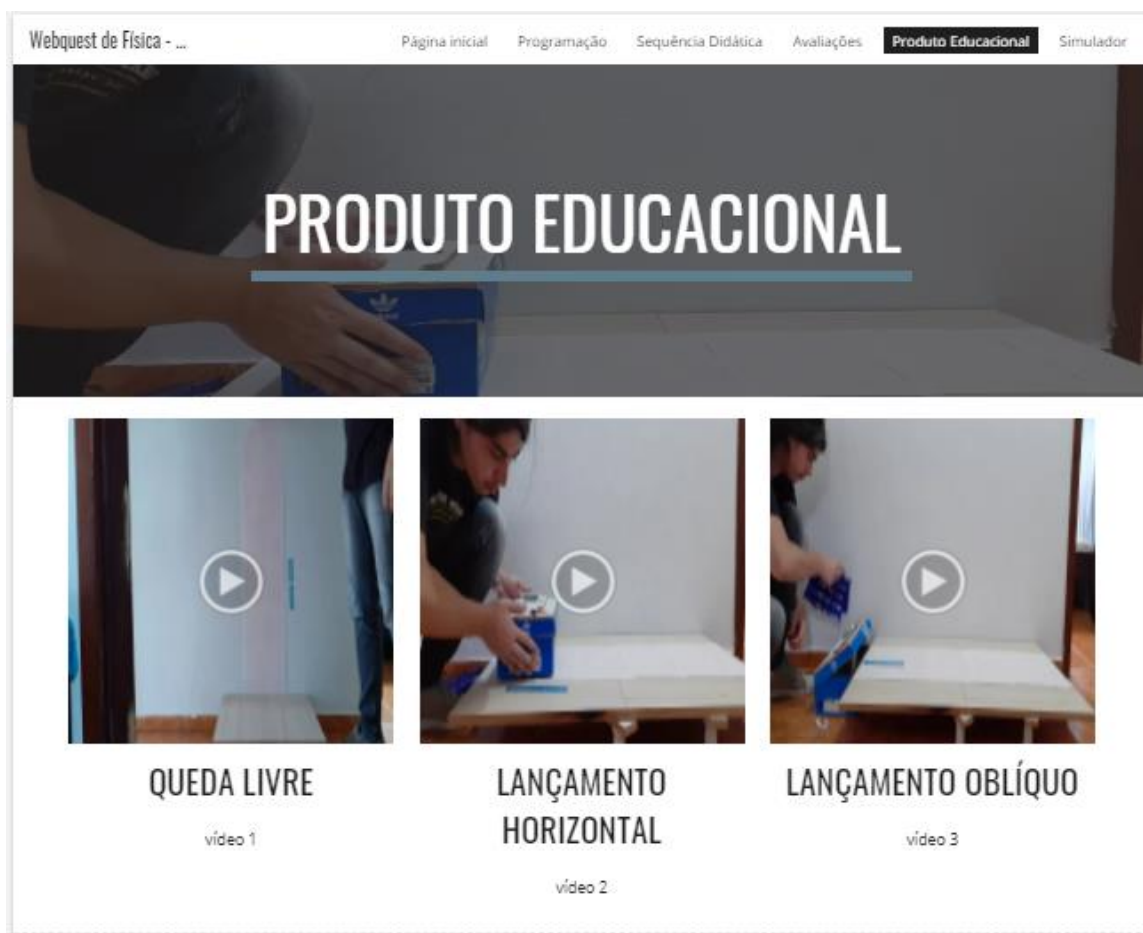 Webquest de Física - ...
Página inicial Programação Sequência Didática Avaliações Produto Educacional Simulador
PRODUTO EDUCACIONAL
QUEDA LIVRE
vídeo 1
LANÇAMENTO
HORIZONTAL
vídeo 2
LANÇAMENTO OBLÍQUO
vídeo 3